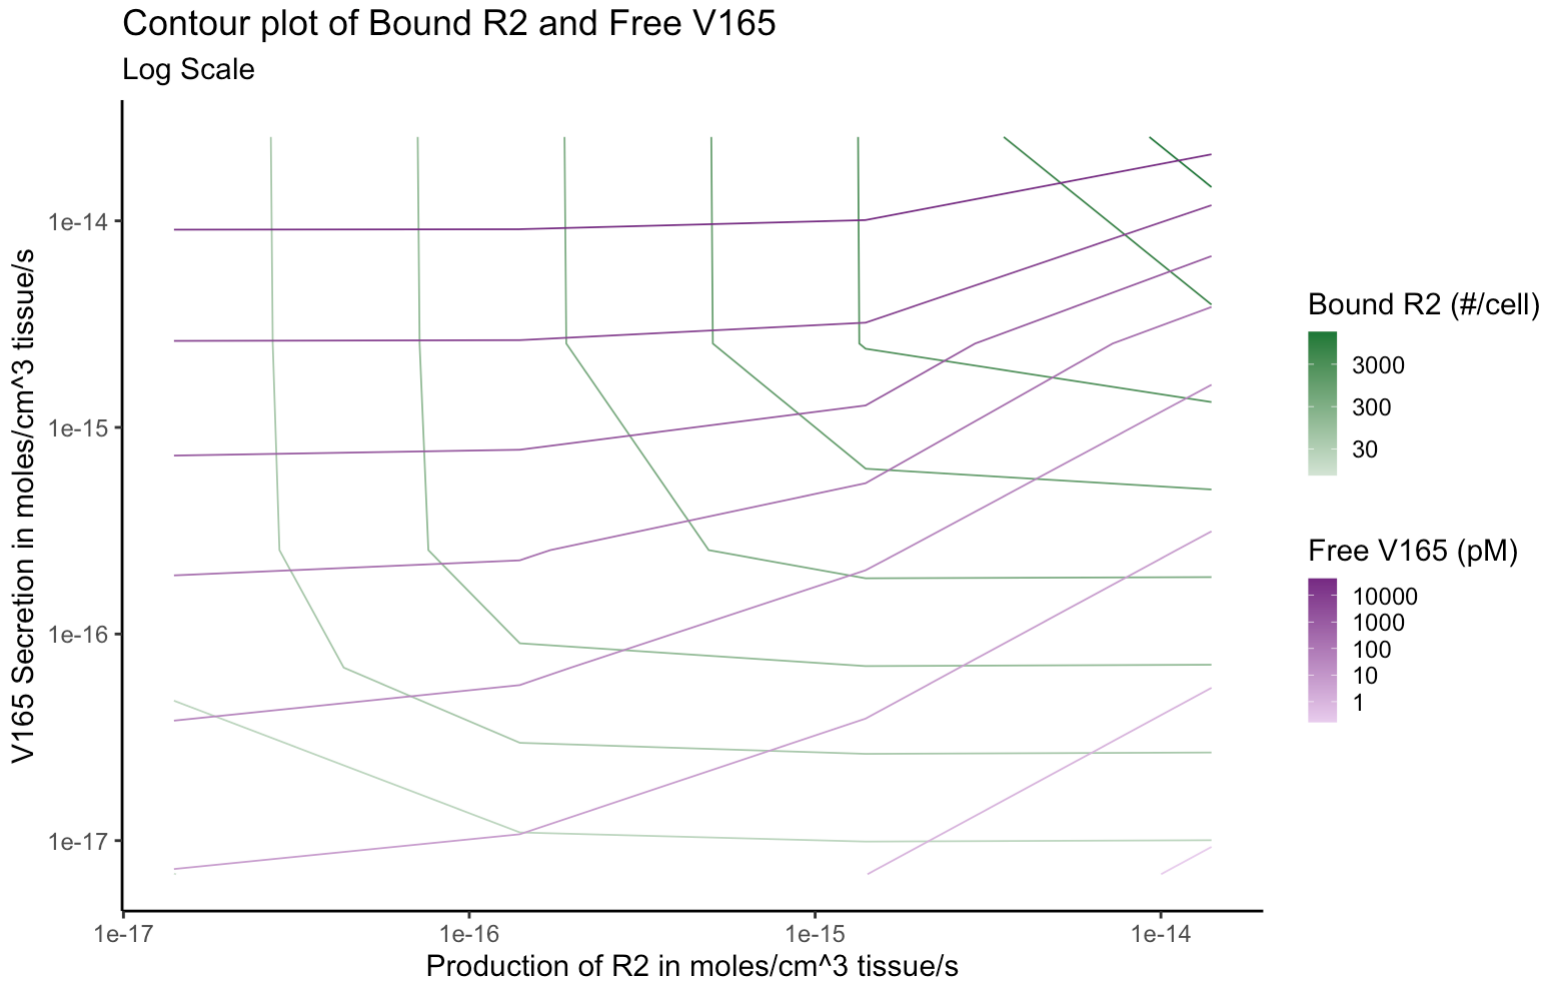 Contour plot of Bound R2 and Free V165
Log Scale
V165 Secretion in moles/cm^3 tissue/s
1e-14
1e-15
1e-16
1e-17
1e-17
1e-16
1e-15
1e-14
Production of R2 in moles/cm^3 tissue/s
Bound R2 (#/cell)
3000
300
30
Free V165 (pM)
10000
1000
100
10
1